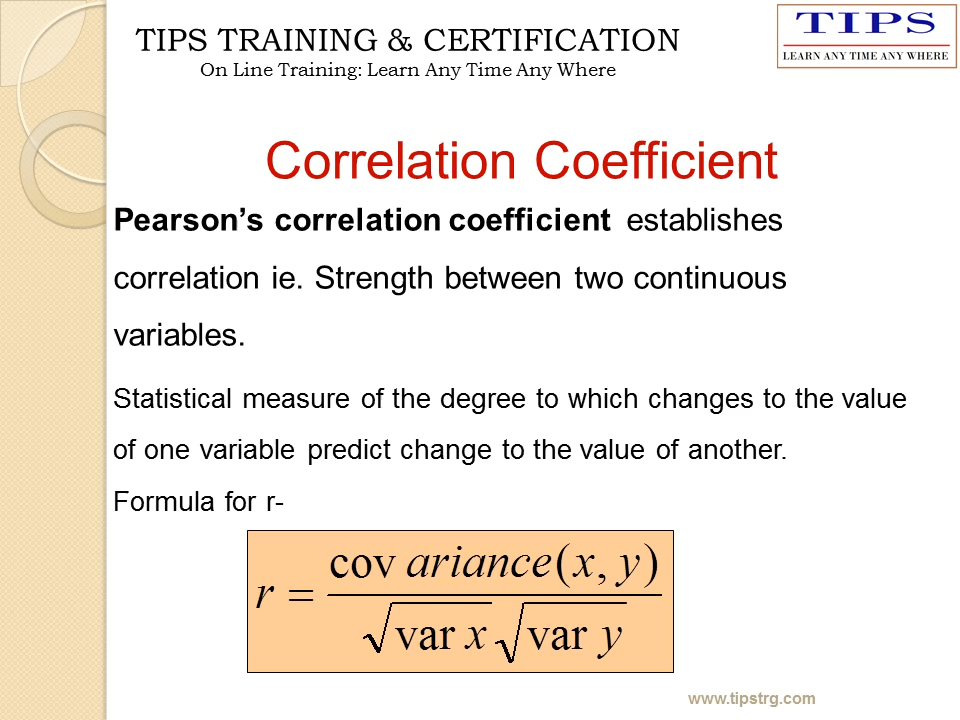 TIPS TRAINING & CERTIFICATION
On Line Training: Learn Any Time Any Where
TIPS
LEARN ANY TIME ANY WHERE
Correlation Coefficient
Pearson’s correlation coefficient establishes
correlation ie. Strength between two continuous
variables.
Statistical measure of the degree to which changes to the value
of one variable predict change to the value of another.
Formula for r-
r = cov ariance(x, y) / √var x √var y
www.tipstrg.com